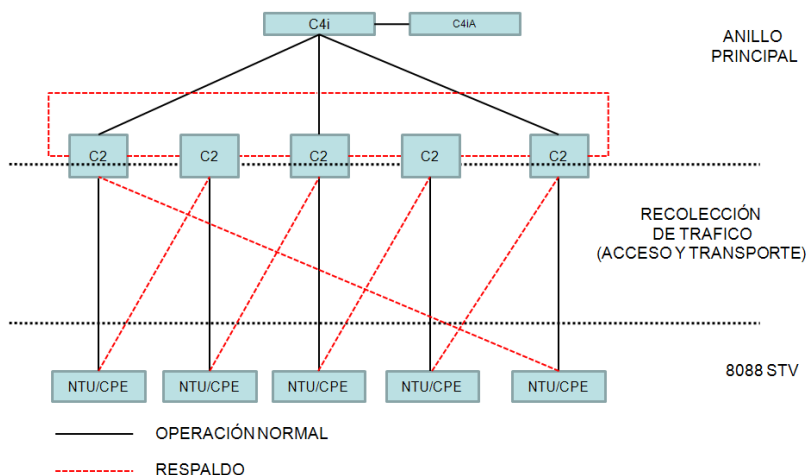 C4i
C4iA
ANILLO
PRINCIPAL
C2
C2
C2
C2
C2
RECOLECCIÓN
DE TRAFICO
(ACCESO Y TRANSPORTE)
NTU/CPE
NTU/CPE
NTU/CPE
NTU/CPE
NTU/CPE
8088 STV
OPERACIÓN NORMAL
RESPALDO